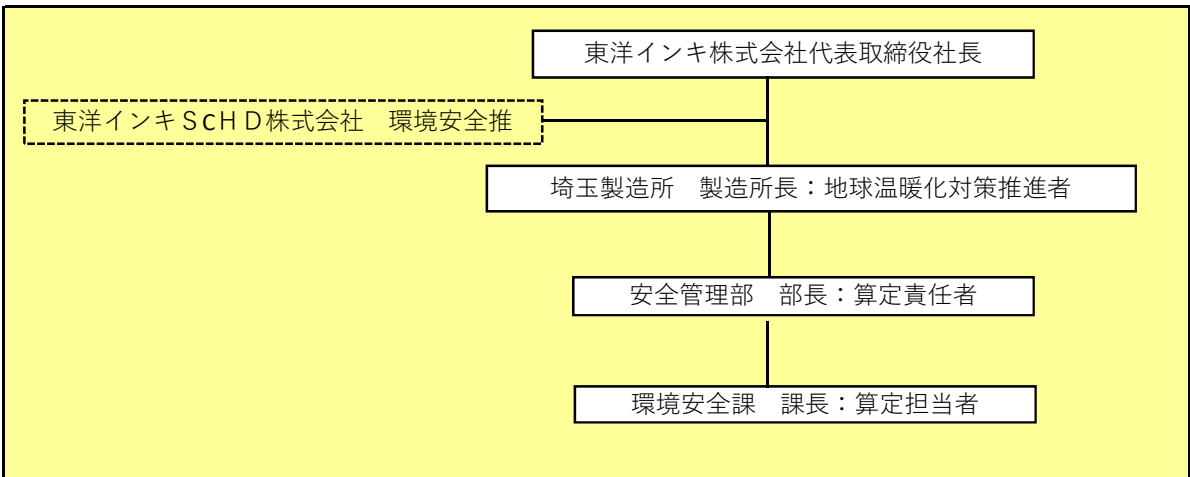 東洋インキ株式会社代表取締役社長
東洋インキＳＣＨＤ株式会社　環境安全推
埼玉製造所　製造所長：地球温暖化対策推進者
安全管理部　部長：算定責任者
環境安全課　課長：算定担当者